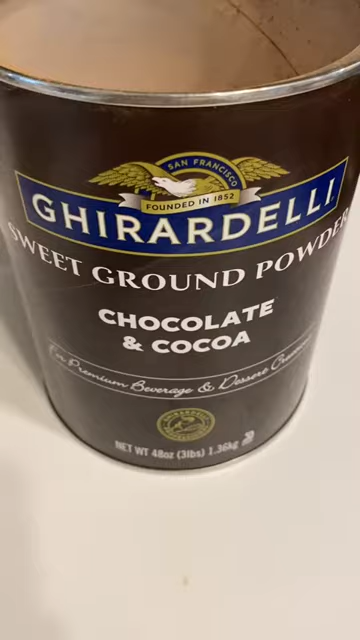 SAN FRANCISCO
FOUNDED IN 1852
GHIRARDELLI
SWEET GROUND POWDER
CHOCOLATE
& COCOA
For Premium Beverage & Dessert
GHIRARDELLI
NET WT 48oz (3lbs) 1.36kg